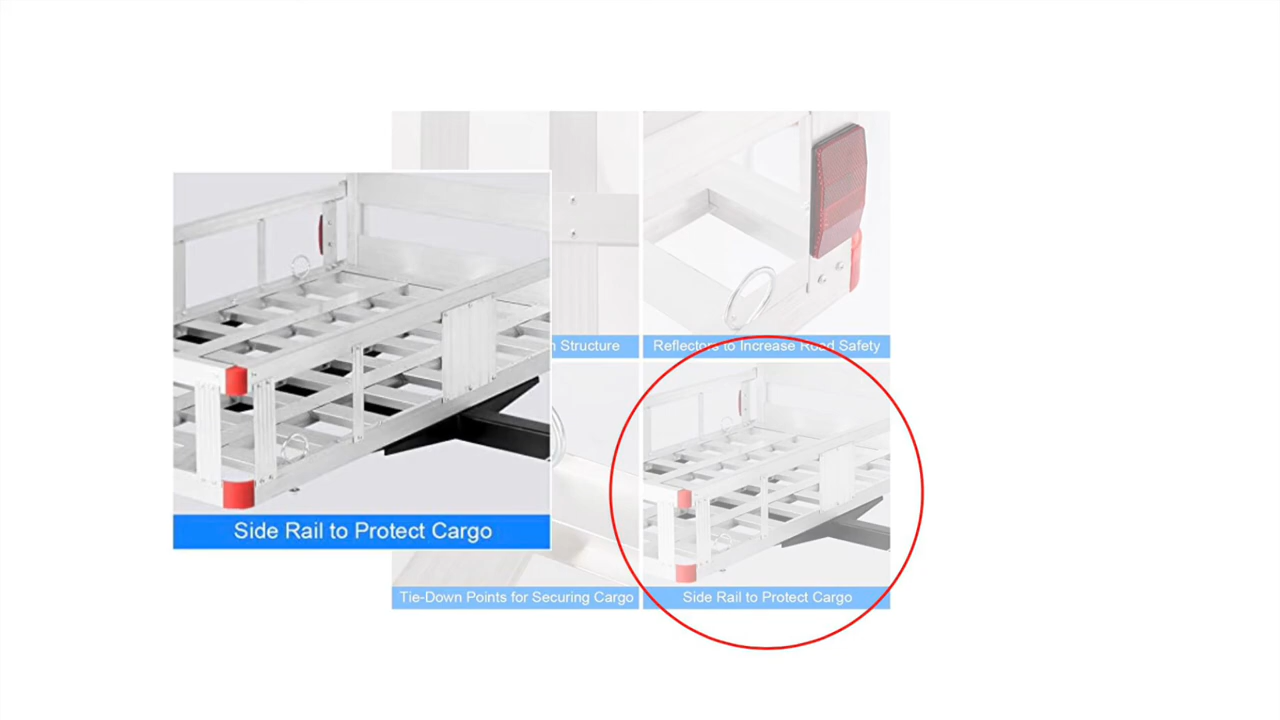 n Structure
Reflectors to Increase Road Safety
Side Rail to Protect Cargo
Tie-Down Points for Securing Cargo
Side Rail to Protect Cargo